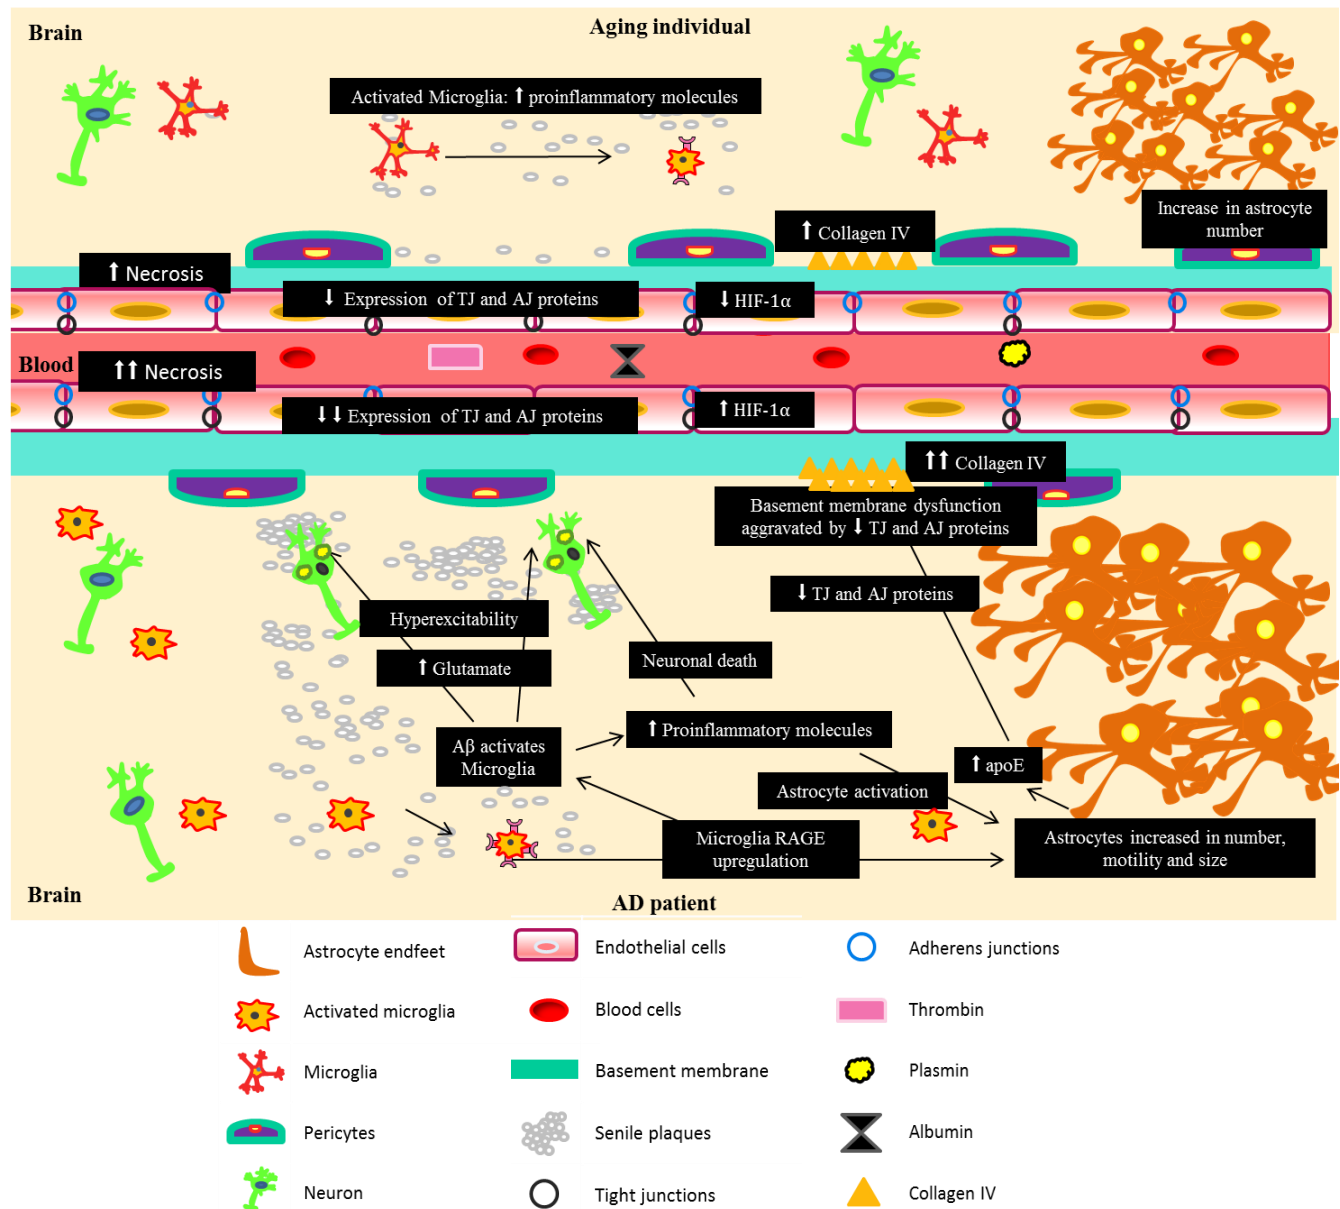 Brain
Aging individual
Activated Microglia: ⬆ proinflammatory molecules
Increase in astrocyte
number
⬆ Collagen IV
⬆ Necrosis
⬇ Expression of TJ and AJ proteins
⬇ HIF-1α
Blood
⬆⬆ Necrosis
⬇⬇ Expression of TJ and AJ proteins
⬆ HIF-1α
⬆⬆ Collagen IV
Basement membrane dysfunction
aggravated by ⬇ TJ and AJ proteins
⬇ TJ and AJ proteins
Hyperexcitability
⬆ Glutamate
Neuronal death
Aβ activates
Microglia
⬆ Proinflammatory molecules
⬆ apoE
Astrocyte activation
Microglia RAGE
upregulation
Astrocytes increased in number,
motility and size
Brain
AD patient
Astrocyte endfeet
Endothelial cells
Adherens junctions
Activated microglia
Blood cells
Thrombin
Microglia
Basement membrane
Plasmin
Pericytes
Senile plaques
Albumin
Neuron
Tight junctions
Collagen IV